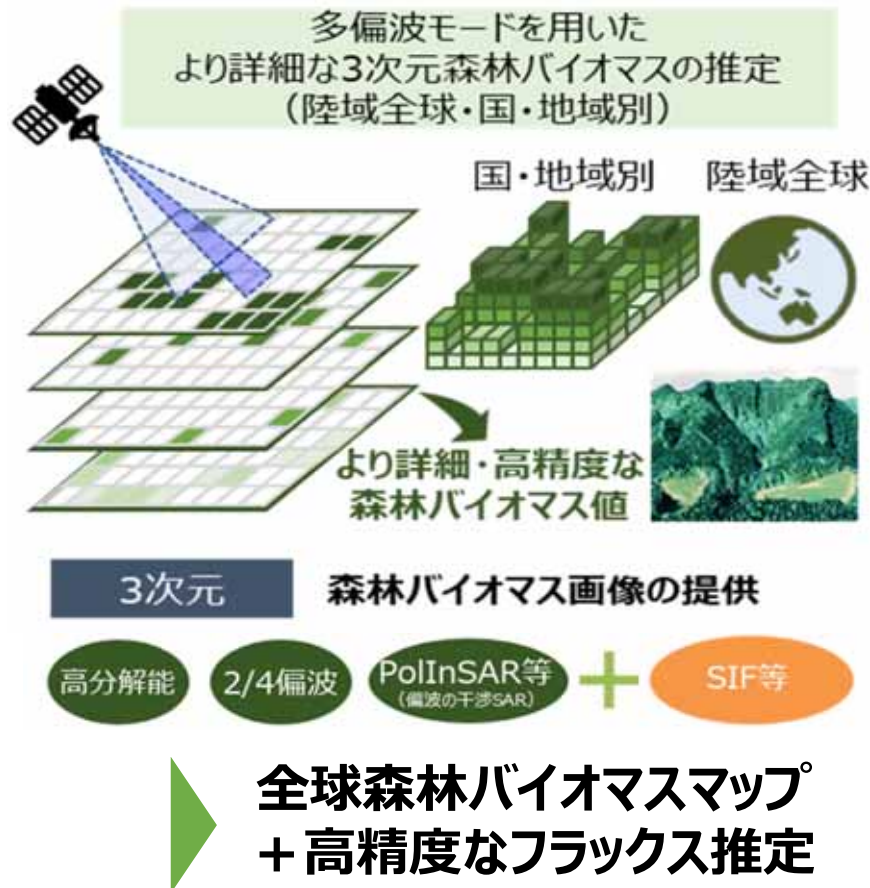 多偏波モードを用いた
より詳細な3次元森林バイオマスの推定
（陸域全球・国・地域別）
国・地域別
陸域全球
より詳細・高精度な
森林バイオマス値
3次元
森林バイオマス画像の提供
高分解能
2/4偏波
PolInSAR等
（偏波の干渉SAR）
+
SIF等
全球森林バイオマスマップ
＋高精度なフラックス推定